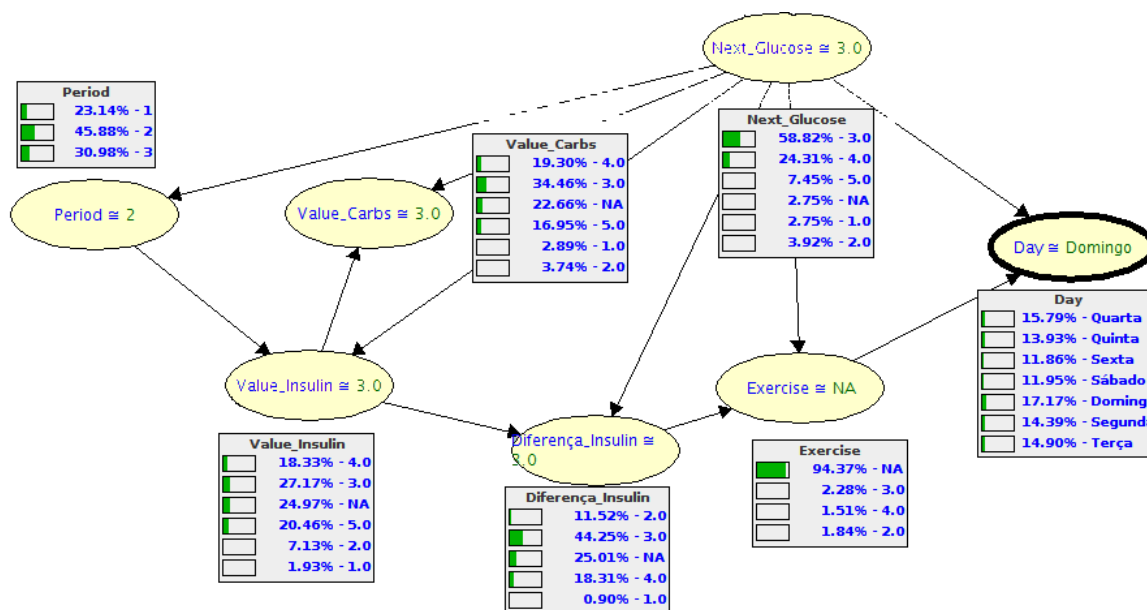 Next_Glucose ≅ 3.0
Period
23.14% - 1
45.88% - 2
30.98% - 3
Next_Glucose
58.82% - 3.0
24.31% - 4.0
7.45% - 5.0
2.75% - NA
2.75% - 1.0
3.92% - 2.0
Value_Carbs
19.30% - 4.0
34.46% - 3.0
22.66% - NA
16.95% - 5.0
2.89% - 1.0
3.74% - 2.0
Period ≅ 2
Value_Carbs ≅ 3.0
Day ≅ Domingo
Day
15.79% - Quarta
13.93% - Quinta
11.86% - Sexta
11.95% - Sábado
17.17% - Doming
14.39% - Segund
14.90% - Terça
Value_Insulin ≅ 3.0
Exercise ≅ NA
Diferença_Insulin ≅
3.0
Value_Insulin
18.33% - 4.0
27.17% - 3.0
24.97% - NA
20.46% - 5.0
7.13% - 2.0
1.93% - 1.0
Diferença_Insulin
11.52% - 2.0
44.25% - 3.0
25.01% - NA
18.31% - 4.0
0.90% - 1.0
Exercise
94.37% - NA
2.28% - 3.0
1.51% - 4.0
1.84% - 2.0